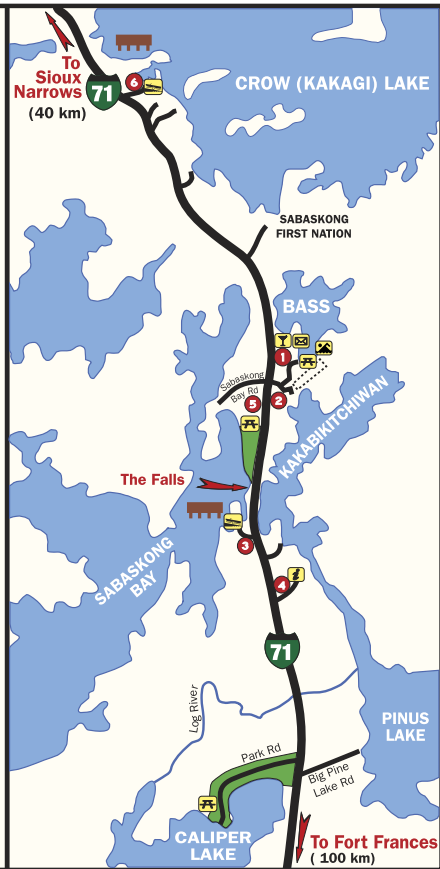 To
Sioux
Narrows
(40 km)
71
6
CROW (KAKAGI) LAKE
SABASKONG
FIRST NATION
BASS
1
Sabaskong
Bay Rd
2
5
KAKABIKITCHIWAN
The Falls
3
SABASKONG
BAY
4
i
71
Log River
PINUS
LAKE
Park Rd
Big Pine
Lake Rd
CALIPER
LAKE
To Fort Frances
( 100 km)